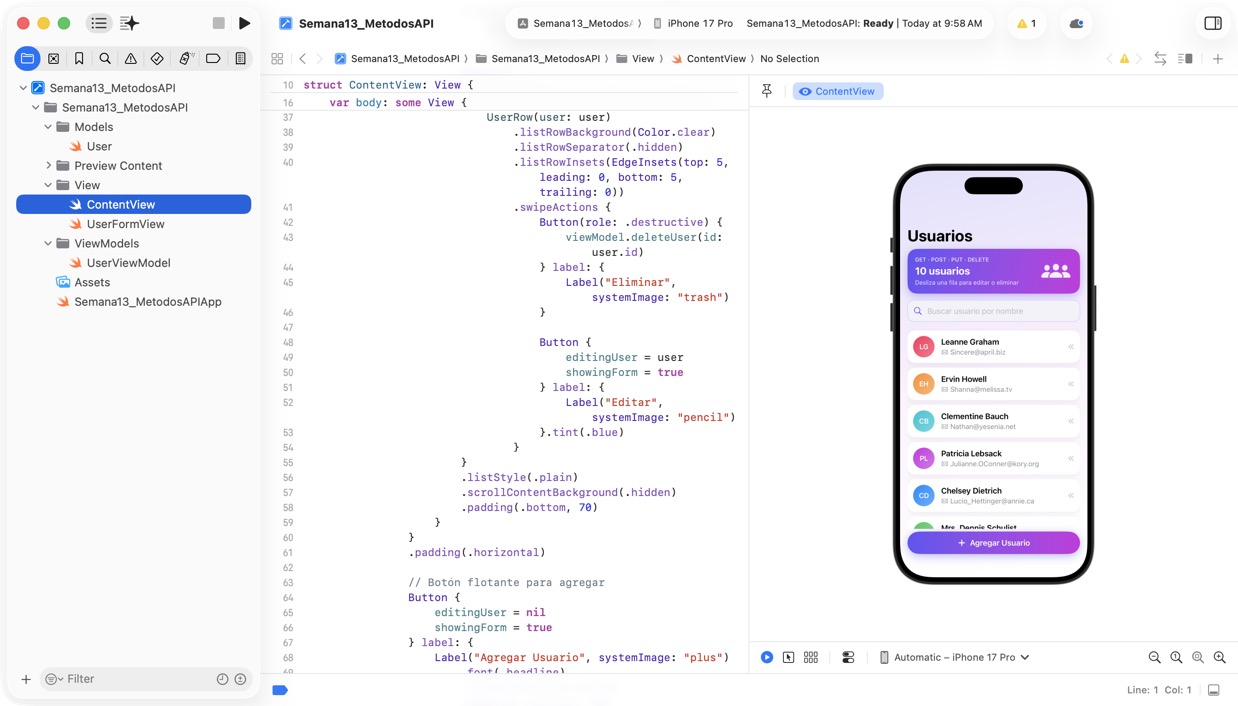 Semana13_MetodosAPI
Semana13_MetodosA
iPhone 17 Pro
Semana13_MetodosAPI: Ready | Today at 9:58 AM
1
Semana13_MetodosAPI
Semana13_MetodosAPI
Models
User
Preview Content
View
ContentView
UserFormView
ViewModels
UserViewModel
Assets
Semana13_MetodosAPIApp
Filter
Semana13_MetodosAPI 〉 Semana13_MetodosAPI 〉 View 〉 ContentView 〉 No Selection
10 struct ContentView: View {
16 var body: some View {
37 UserRow(user: user)
38 .listRowBackground(Color.clear)
39 .listRowSeparator(.hidden)
40 .listRowInsets(EdgeInsets(top: 5,
leading: 0, bottom: 5,
trailing: 0))
41 .swipeActions {
42 Button(role: .destructive) {
43 viewModel.deleteUser(id:
user.id)
44 } label: {
45 Label("Eliminar",
systemImage: "trash")
46 }
47
48 Button {
49 editingUser = user
50 showingForm = true
51 } label: {
52 Label("Editar",
systemImage: "pencil")
53 }.tint(.blue)
54 }
55 }
56 .listStyle(.plain)
57 .scrollContentBackground(.hidden)
58 .padding(.bottom, 70)
59 }
60 }
61 .padding(.horizontal)
62
63 // Botón flotante para agregar
64 Button {
65 editingUser = nil
66 showingForm = true
67 } label: {
68 Label("Agregar Usuario", systemImage: "plus")
69 .font(.headline)
ContentView
Usuarios
GET · POST · PUT · DELETE
10 usuarios
Desliza una fila para editar o eliminar
Buscar usuario por nombre
LG
Leanne Graham
Sincere@april.biz
EH
Ervin Howell
Shanna@melissa.tv
CB
Clementine Bauch
Nathan@yesenia.net
PL
Patricia Lebsack
Julianne.OConner@kory.org
CD
Chelsey Dietrich
Lucio_Hettinger@annie.ca
Mrs. Dennis Schulist
+ Agregar Usuario
Automatic – iPhone 17 Pro
Line: 1 Col: 1